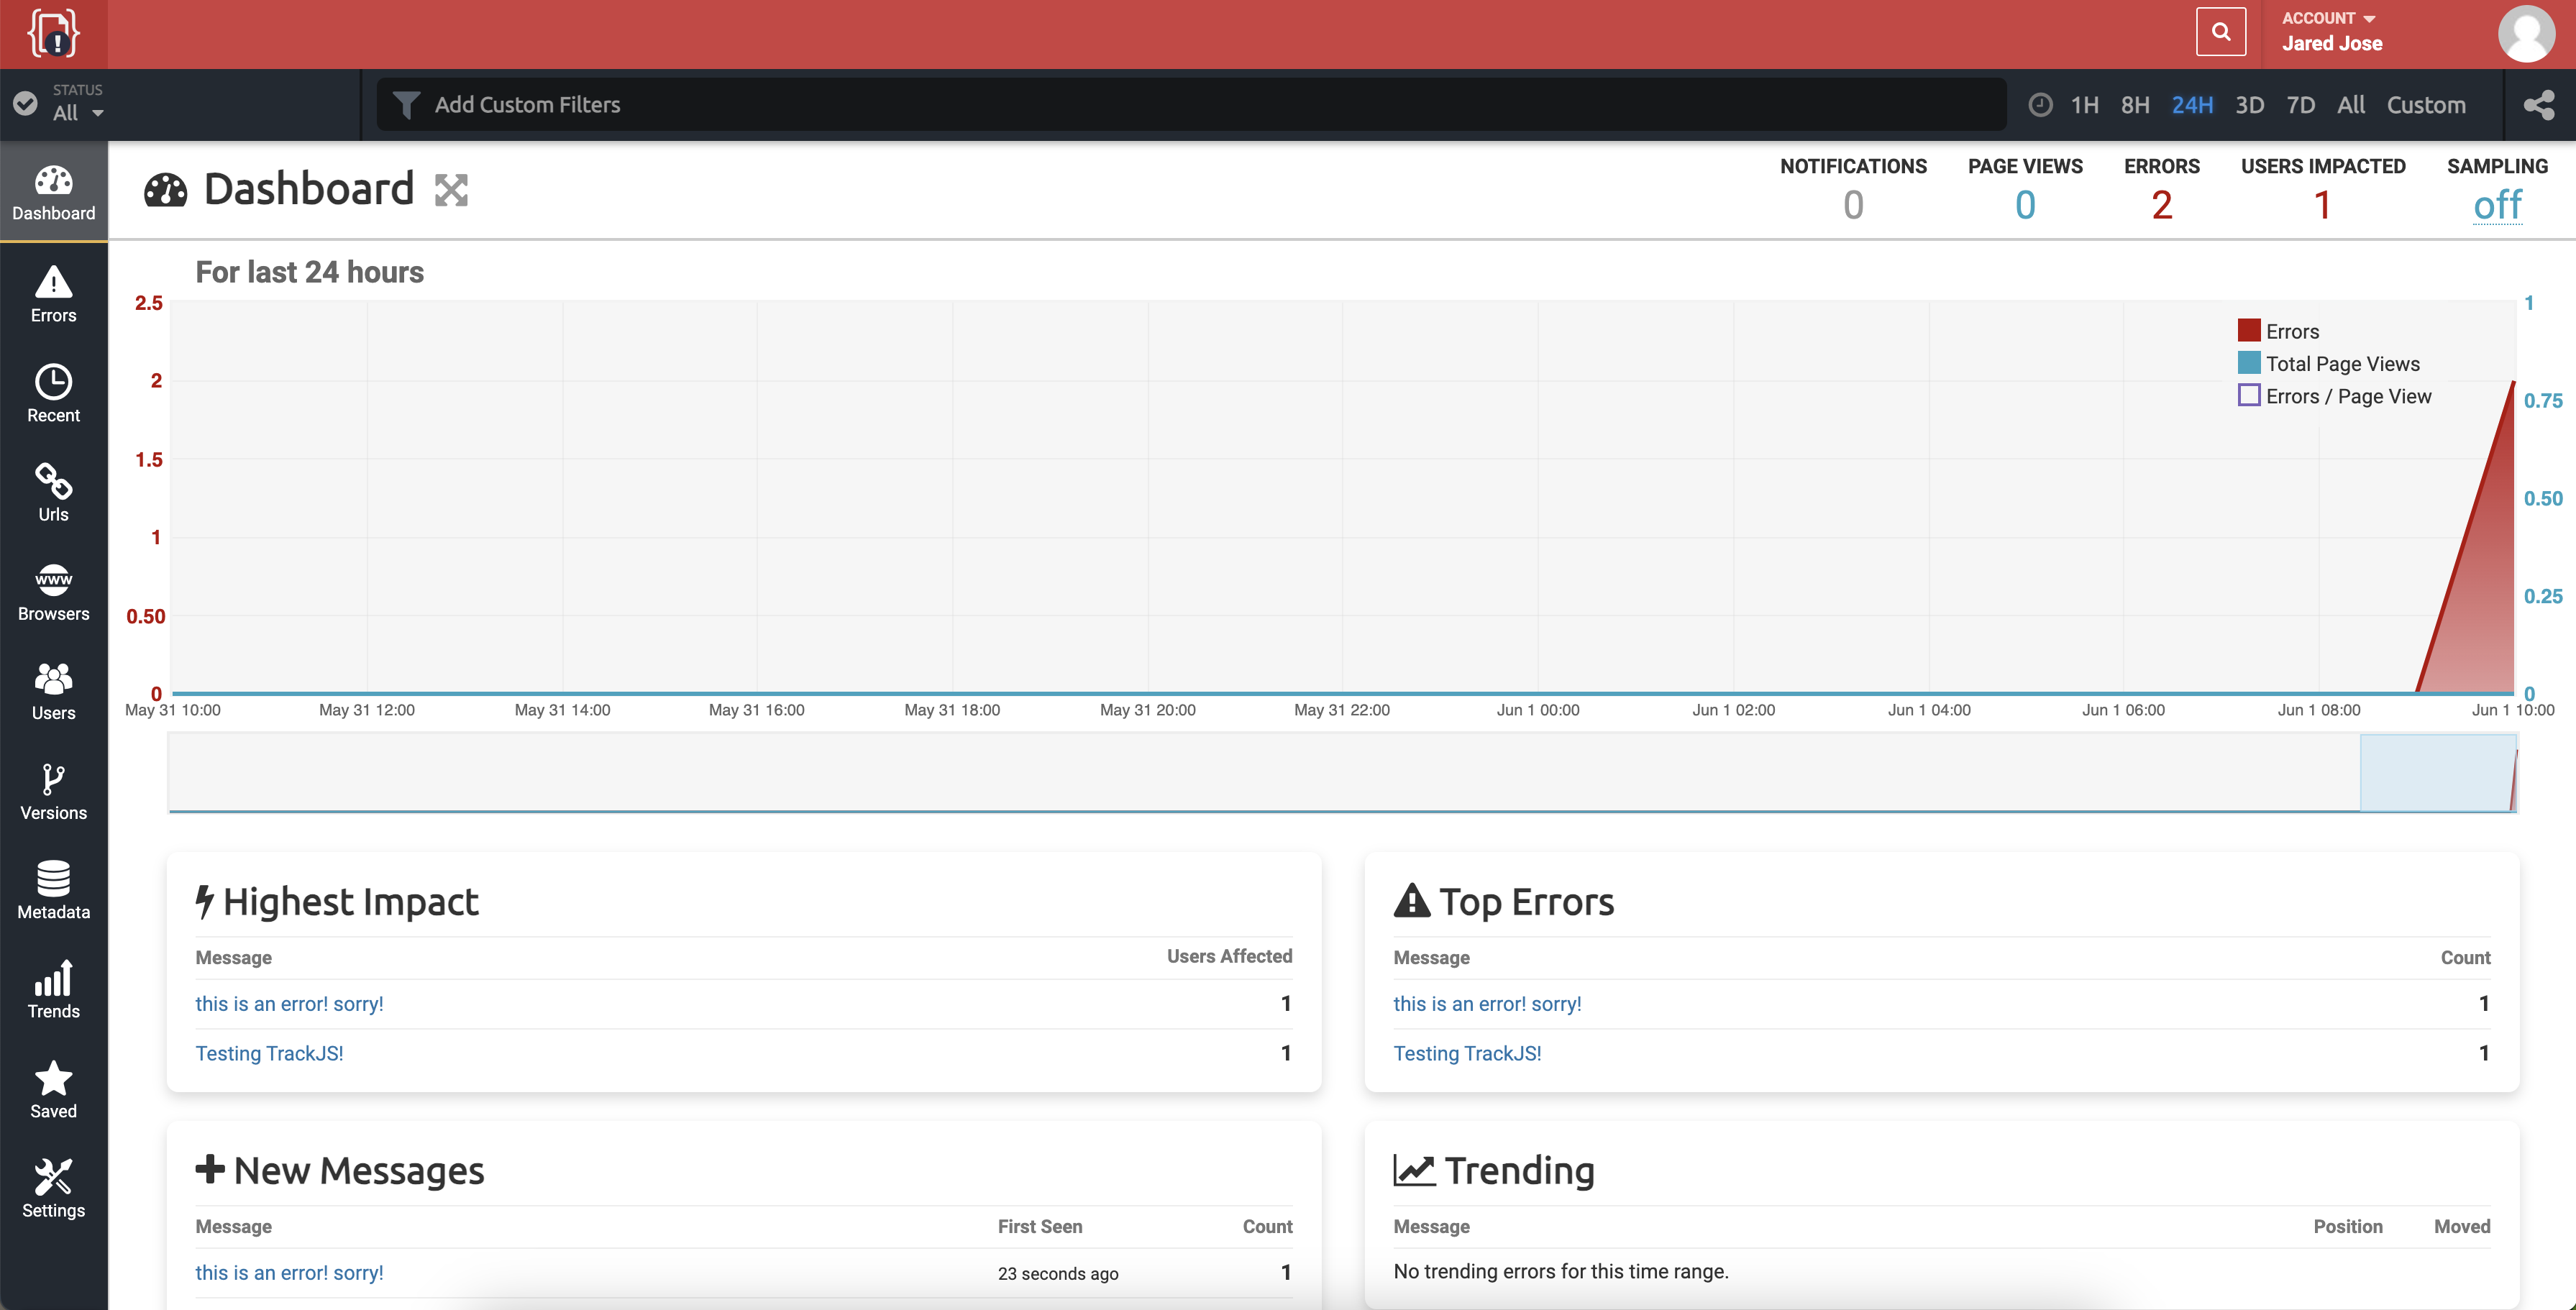 ACCOUNT
Jared Jose
STATUS
All
Add Custom Filters
1H 8H 24H 3D 7D All Custom
Dashboard
Errors
Recent
Urls
www
Browsers
Users
Versions
Metadata
Trends
Saved
Settings
Dashboard
NOTIFICATIONS PAGE VIEWS ERRORS USERS IMPACTED SAMPLING
0 0 2 1 off
For last 24 hours
2.5
2
1.5
1
0.50
0
Errors
Total Page Views
Errors / Page View
1
0.75
0.50
0.25
0
May 31 10:00 May 31 12:00 May 31 14:00 May 31 16:00 May 31 18:00 May 31 20:00 May 31 22:00 Jun 1 00:00 Jun 1 02:00 Jun 1 04:00 Jun 1 06:00 Jun 1 08:00 Jun 1 10:00
Highest Impact
Message Users Affected
this is an error! sorry! 1
Testing TrackJS! 1
Top Errors
Message Count
this is an error! sorry! 1
Testing TrackJS! 1
New Messages
Message First Seen Count
this is an error! sorry! 23 seconds ago 1
Trending
Message Position Moved
No trending errors for this time range.